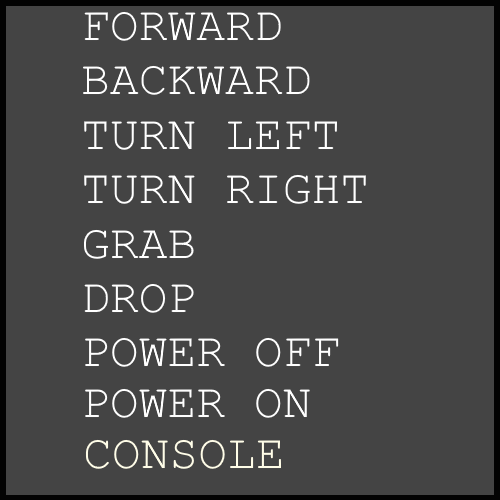 FORWARD
BACKWARD
TURN LEFT
TURN RIGHT
GRAB
DROP
POWER OFF
POWER ON
CONSOLE